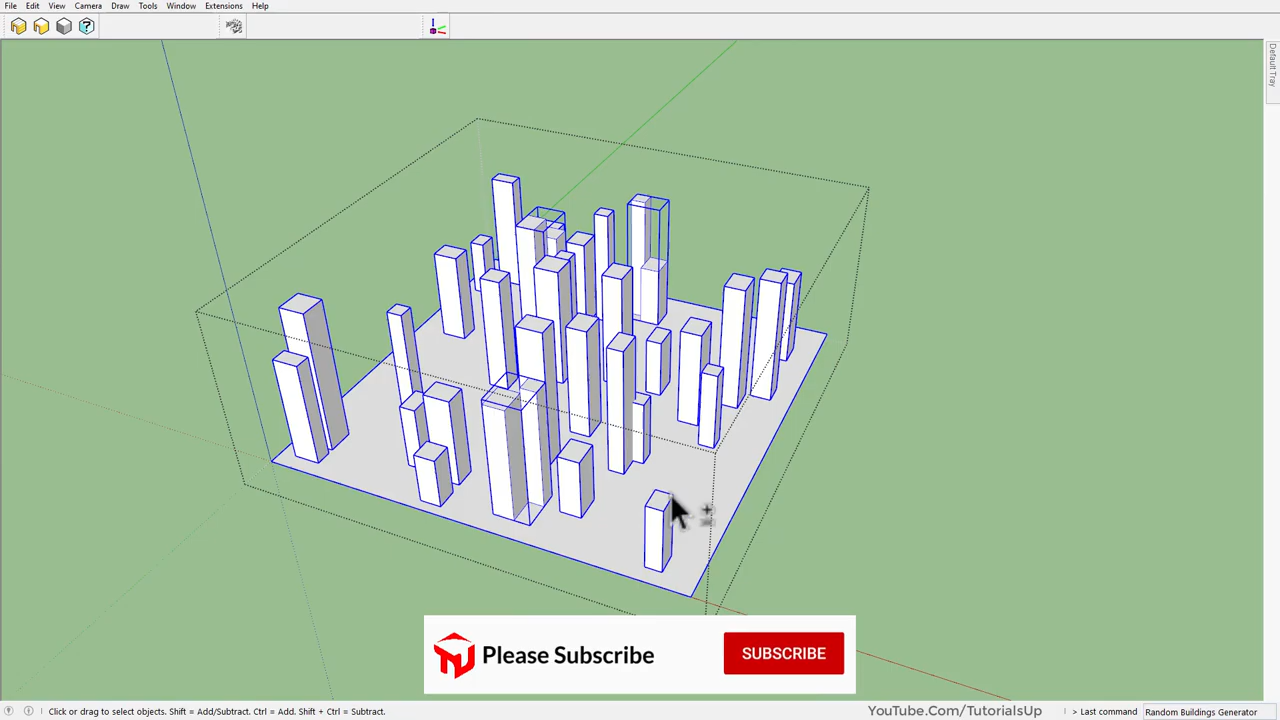 File Edit View Camera Draw Tools Window Extensions Help
Default Tray
Please Subscribe
SUBSCRIBE
Click or drag to select objects. Shift = Add/Subtract. Ctrl = Add. Shift + Ctrl = Subtract.
YouTube.Com/TutorialsUp
> Last command
Random Buildings Generator